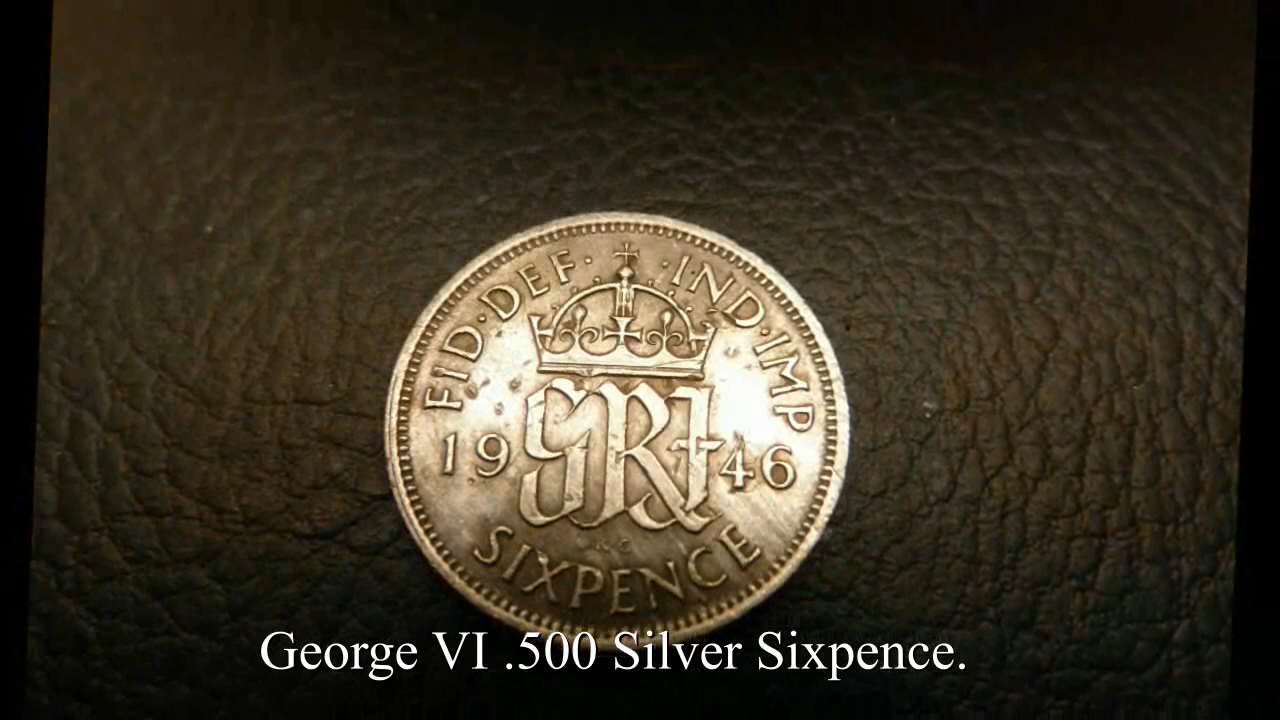 FID·DEF· ·IND·IMP
19 GRI 46
SIXPENCE
George VI .500 Silver Sixpence.